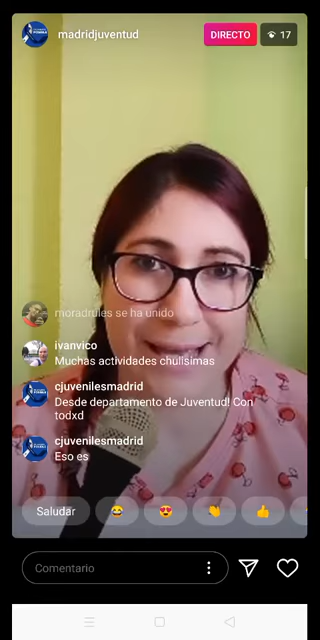 madridjuventud
DIRECTO
17
moradrules se ha unido
ivanvico
Muchas actividades chulísimas
cjuvenilesmadrid
Desde departamento de Juventud! Con
todxd
cjuvenilesmadrid
Eso es
Saludar
Comentario